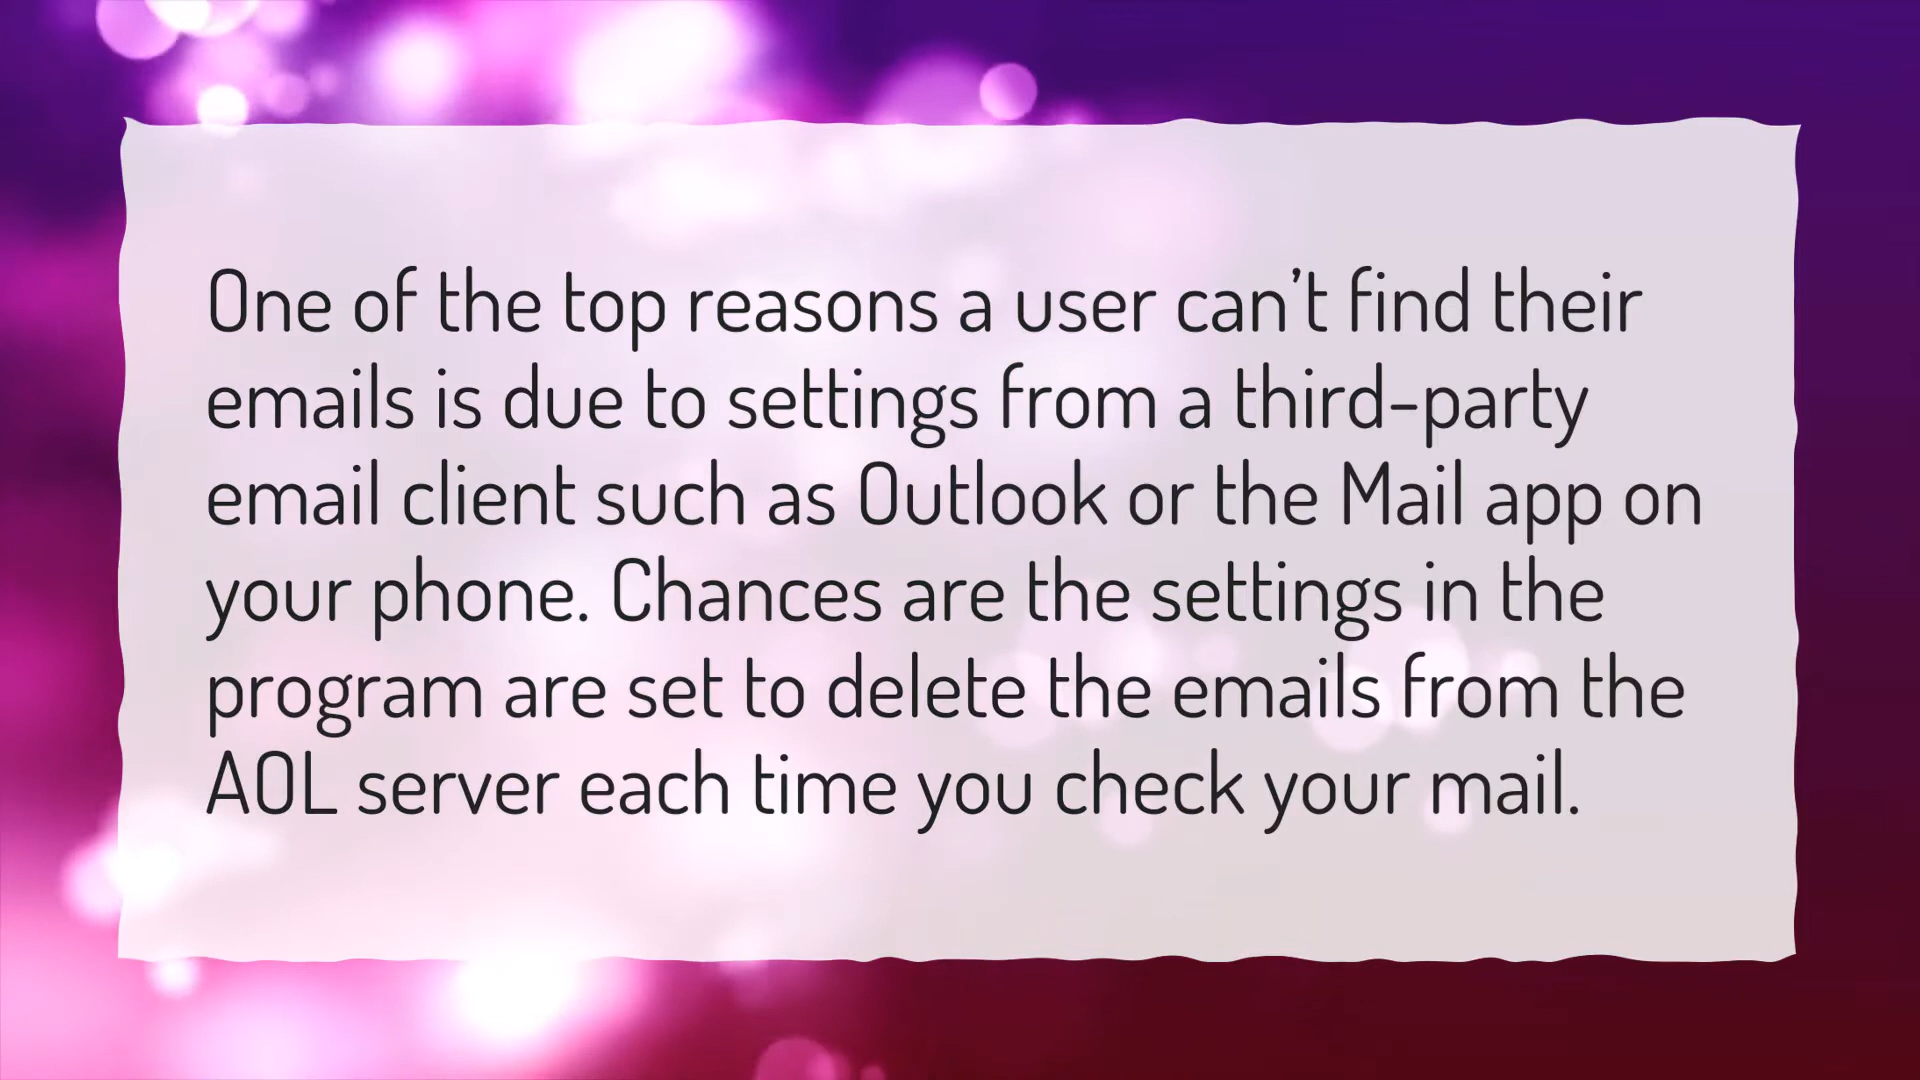 One of the top reasons a user can’t find their
emails is due to settings from a third-party
email client such as Outlook or the Mail app on
your phone. Chances are the settings in the
program are set to delete the emails from the
AOL server each time you check your mail.